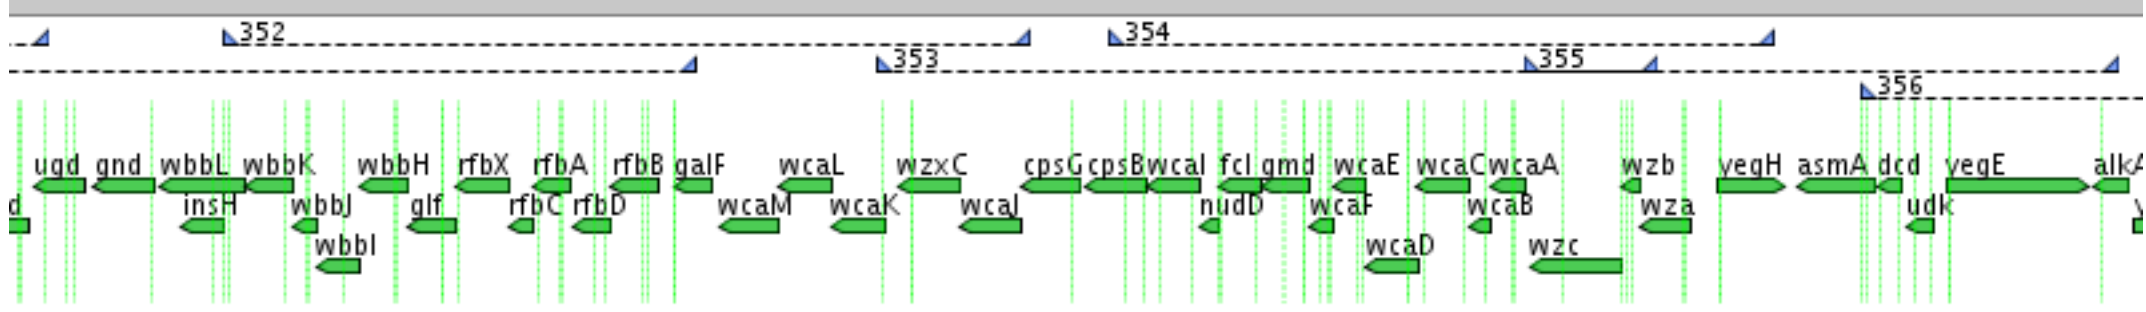 352 354
353 355
356
ugd gnd wbbL wbbK wbbH rfbX rfbA rfbB galF wcaL wzxC cpsG cpsB wcaI fcl gmd wcaE wcaC wcaA wzb yegH asmA dcd yegE alkA
d insH wbbJ glf rfbC rfbD wcaM wcaK wcaJ nudD wcaF wcaB wza udk
wbbI wcaD wzc